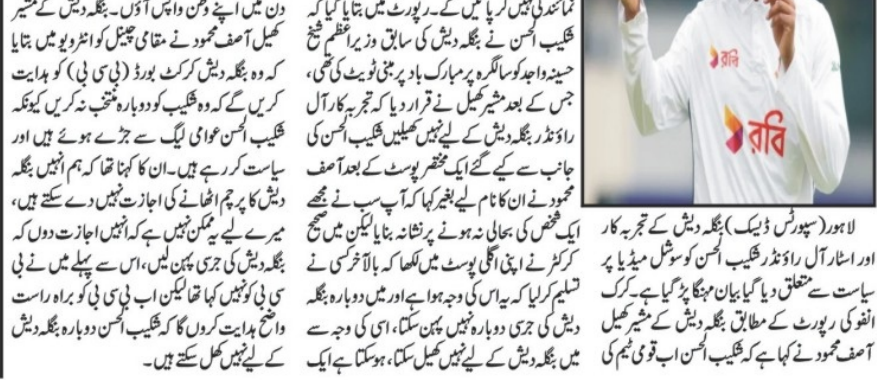 রবি
রবি
لاہور(سپورٹس ڈیسک) بنگلہ دیش کے تجربہ کار
اور اسٹار آل راؤنڈر شکیب الحسن کو سوشل میڈیا پر
سیاست سے متعلق دیا گیا بیان مہنگا پڑ گیا ہے۔ کرک
انفو کی رپورٹ کے مطابق بنگلہ دیش کے مشیر کھیل
آصف محمود نے کہا ہے کہ شکیب الحسن اب قومی ٹیم کی
نمائندگی نہیں کر پائیں گے۔ رپورٹ میں بتایا گیا کہ
شکیب الحسن نے بنگلہ دیش کی سابق وزیراعظم شیخ
حسینہ واجد کو سالگرہ پر مبارک باد پر مبنی ٹویٹ کی تھی،
جس کے بعد مشیر کھیل نے قرار دیا کہ تجربہ کار آل
راؤنڈر بنگلہ دیش کے لیے نہیں کھیلیں شکیب الحسن کی
جانب سے کیے گئے ایک مختصر پوسٹ کے بعد آصف
محمود نے ان کا نام لیے بغیر کہا کہ آپ سب نے مجھے
ایک شخص کی بحالی نہ ہونے پر نشانہ بنایا لیکن میں صحیح
کرکٹر نے اپنی اگلی پوسٹ میں لکھا کہ بالآخر کسی نے
تسلیم کر لیا کہ یہ اس کی وجہ ہوا ہے اور میں دوبارہ بنگلہ
دیش کی جرسی دوبارہ نہیں پہن سکتا، اسی کی وجہ سے
میں بنگلہ دیش کے لیے نہیں کھیل سکتا، ہو سکتا ہے ایک
دن میں اپنے وطن واپس آؤں۔ بنگلہ دیش کے مشیر
کھیل آصف محمود نے مقامی چینل کو انٹرویو میں بتایا
کہ وہ بنگلہ دیش کرکٹ بورڈ (بی سی بی) کو ہدایت
کریں گے کہ وہ شکیب کو دوبارہ منتخب نہ کریں کیونکہ
شکیب الحسن عوامی لیگ سے جڑے ہوئے ہیں اور
سیاست کر رہے ہیں۔ ان کا کہنا تھا کہ ہم انہیں بنگلہ
دیش کا پرچم اٹھانے کی اجازت نہیں دے سکتے ہیں،
میرے لیے یہ ممکن نہیں ہے کہ انہیں اجازت دوں کہ
بنگلہ دیش کی جرسی پہن لیں، اس سے پہلے میں نے بی
سی بی کو نہیں کہا تھا لیکن اب بی سی بی کو براہ راست
واضح ہدایت کروں گا کہ شکیب الحسن دوبارہ بنگلہ دیش
کے لیے نہیں کھل سکتے ہیں۔